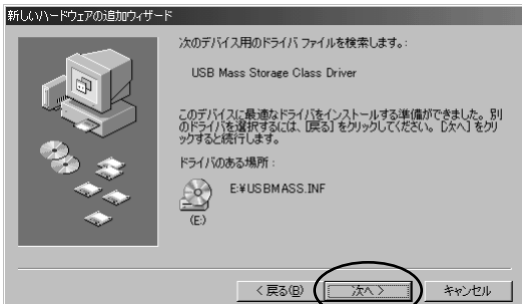 新しいハードウェアの追加ウィザード
次のデバイス用のドライバ ファイルを検索します。:
USB Mass Storage Class Driver
このデバイスに最適なドライバをインストールする準備ができました。別
のドライバを選択するには、[戻る] をクリックしてください。[次へ] をクリ
ックすると続行します。
ドライバのある場所 :
E:¥USBMASS.INF
(E:)
< 戻る(B)
次へ >
キャンセル